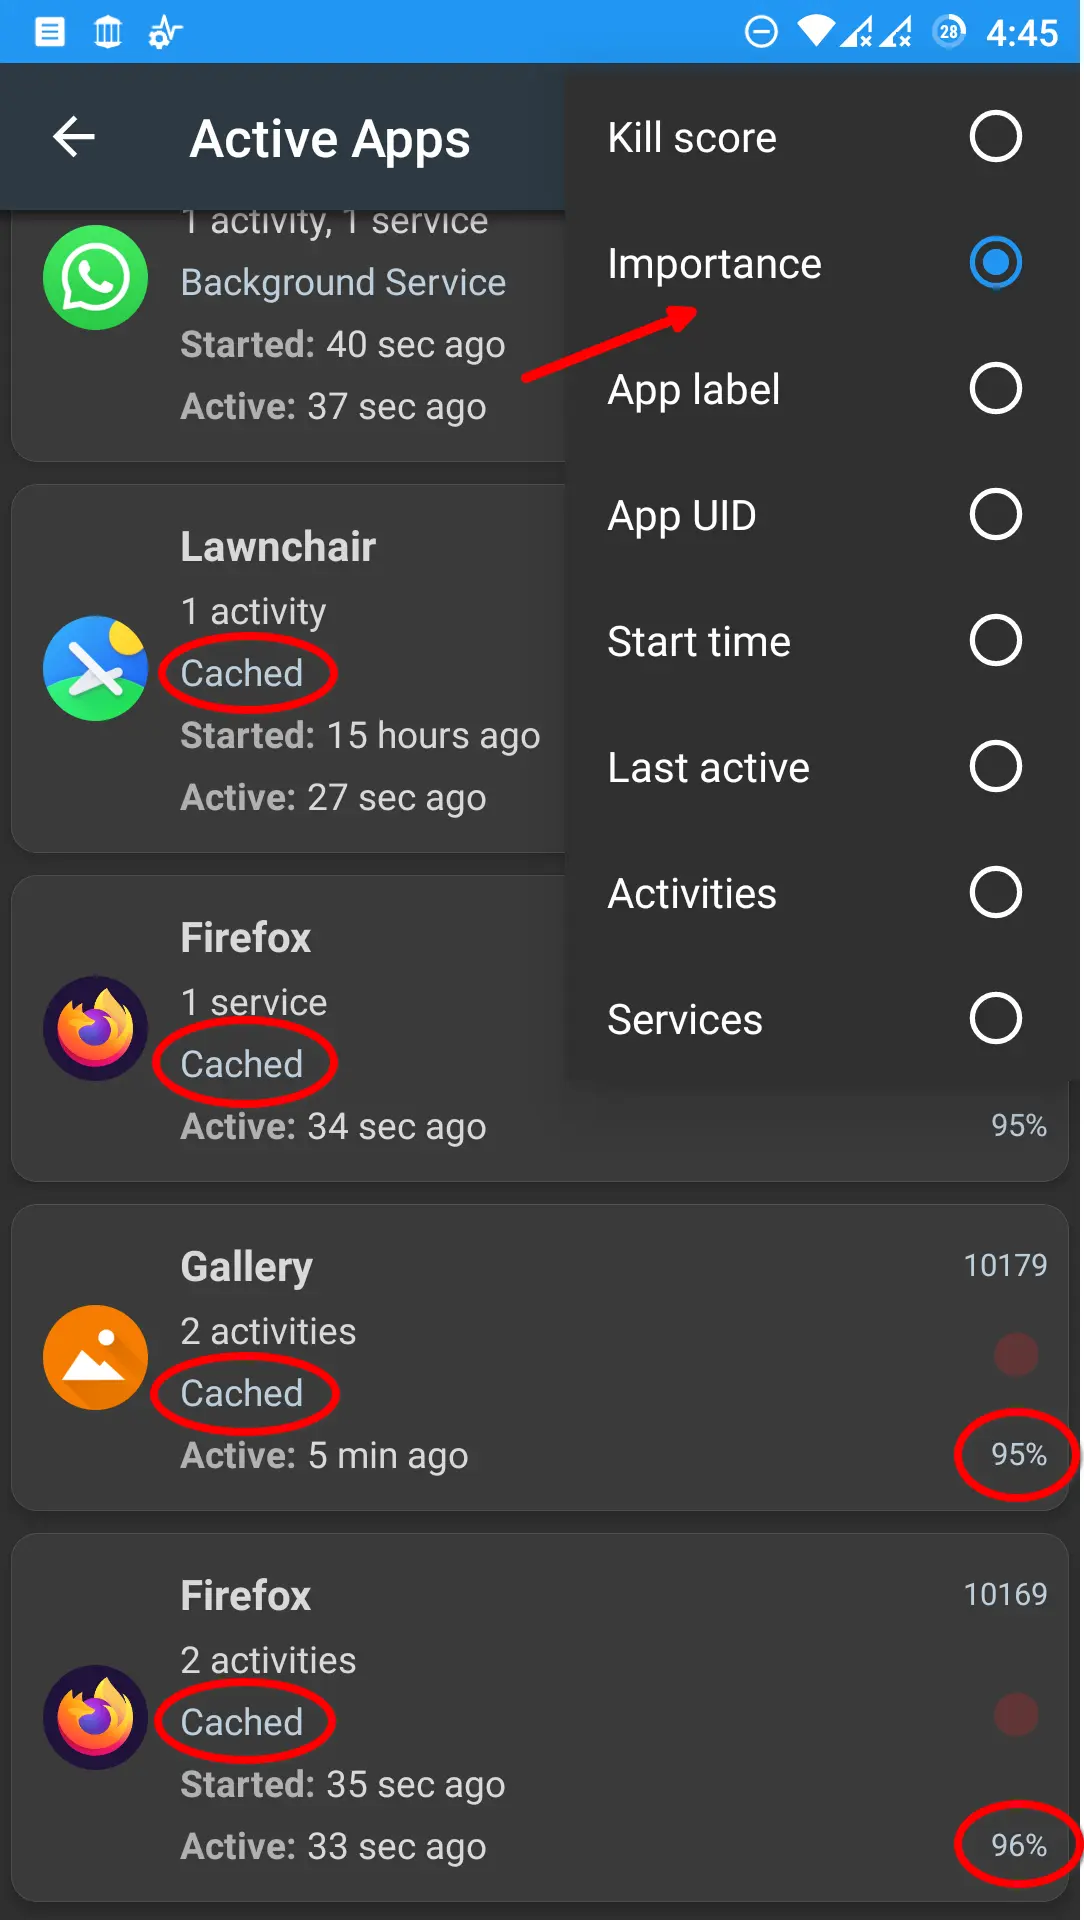 28 4:45
Active Apps
Kill score
Importance
App label
App UID
Start time
Last active
Activities
Services
1 activity, 1 service
Background Service
Started: 40 sec ago
Active: 37 sec ago
Lawnchair
1 activity
Cached
Started: 15 hours ago
Active: 27 sec ago
Firefox
1 service
Cached
Active: 34 sec ago
95%
Gallery
10179
2 activities
Cached
Active: 5 min ago
95%
Firefox
10169
2 activities
Cached
Started: 35 sec ago
Active: 33 sec ago
96%